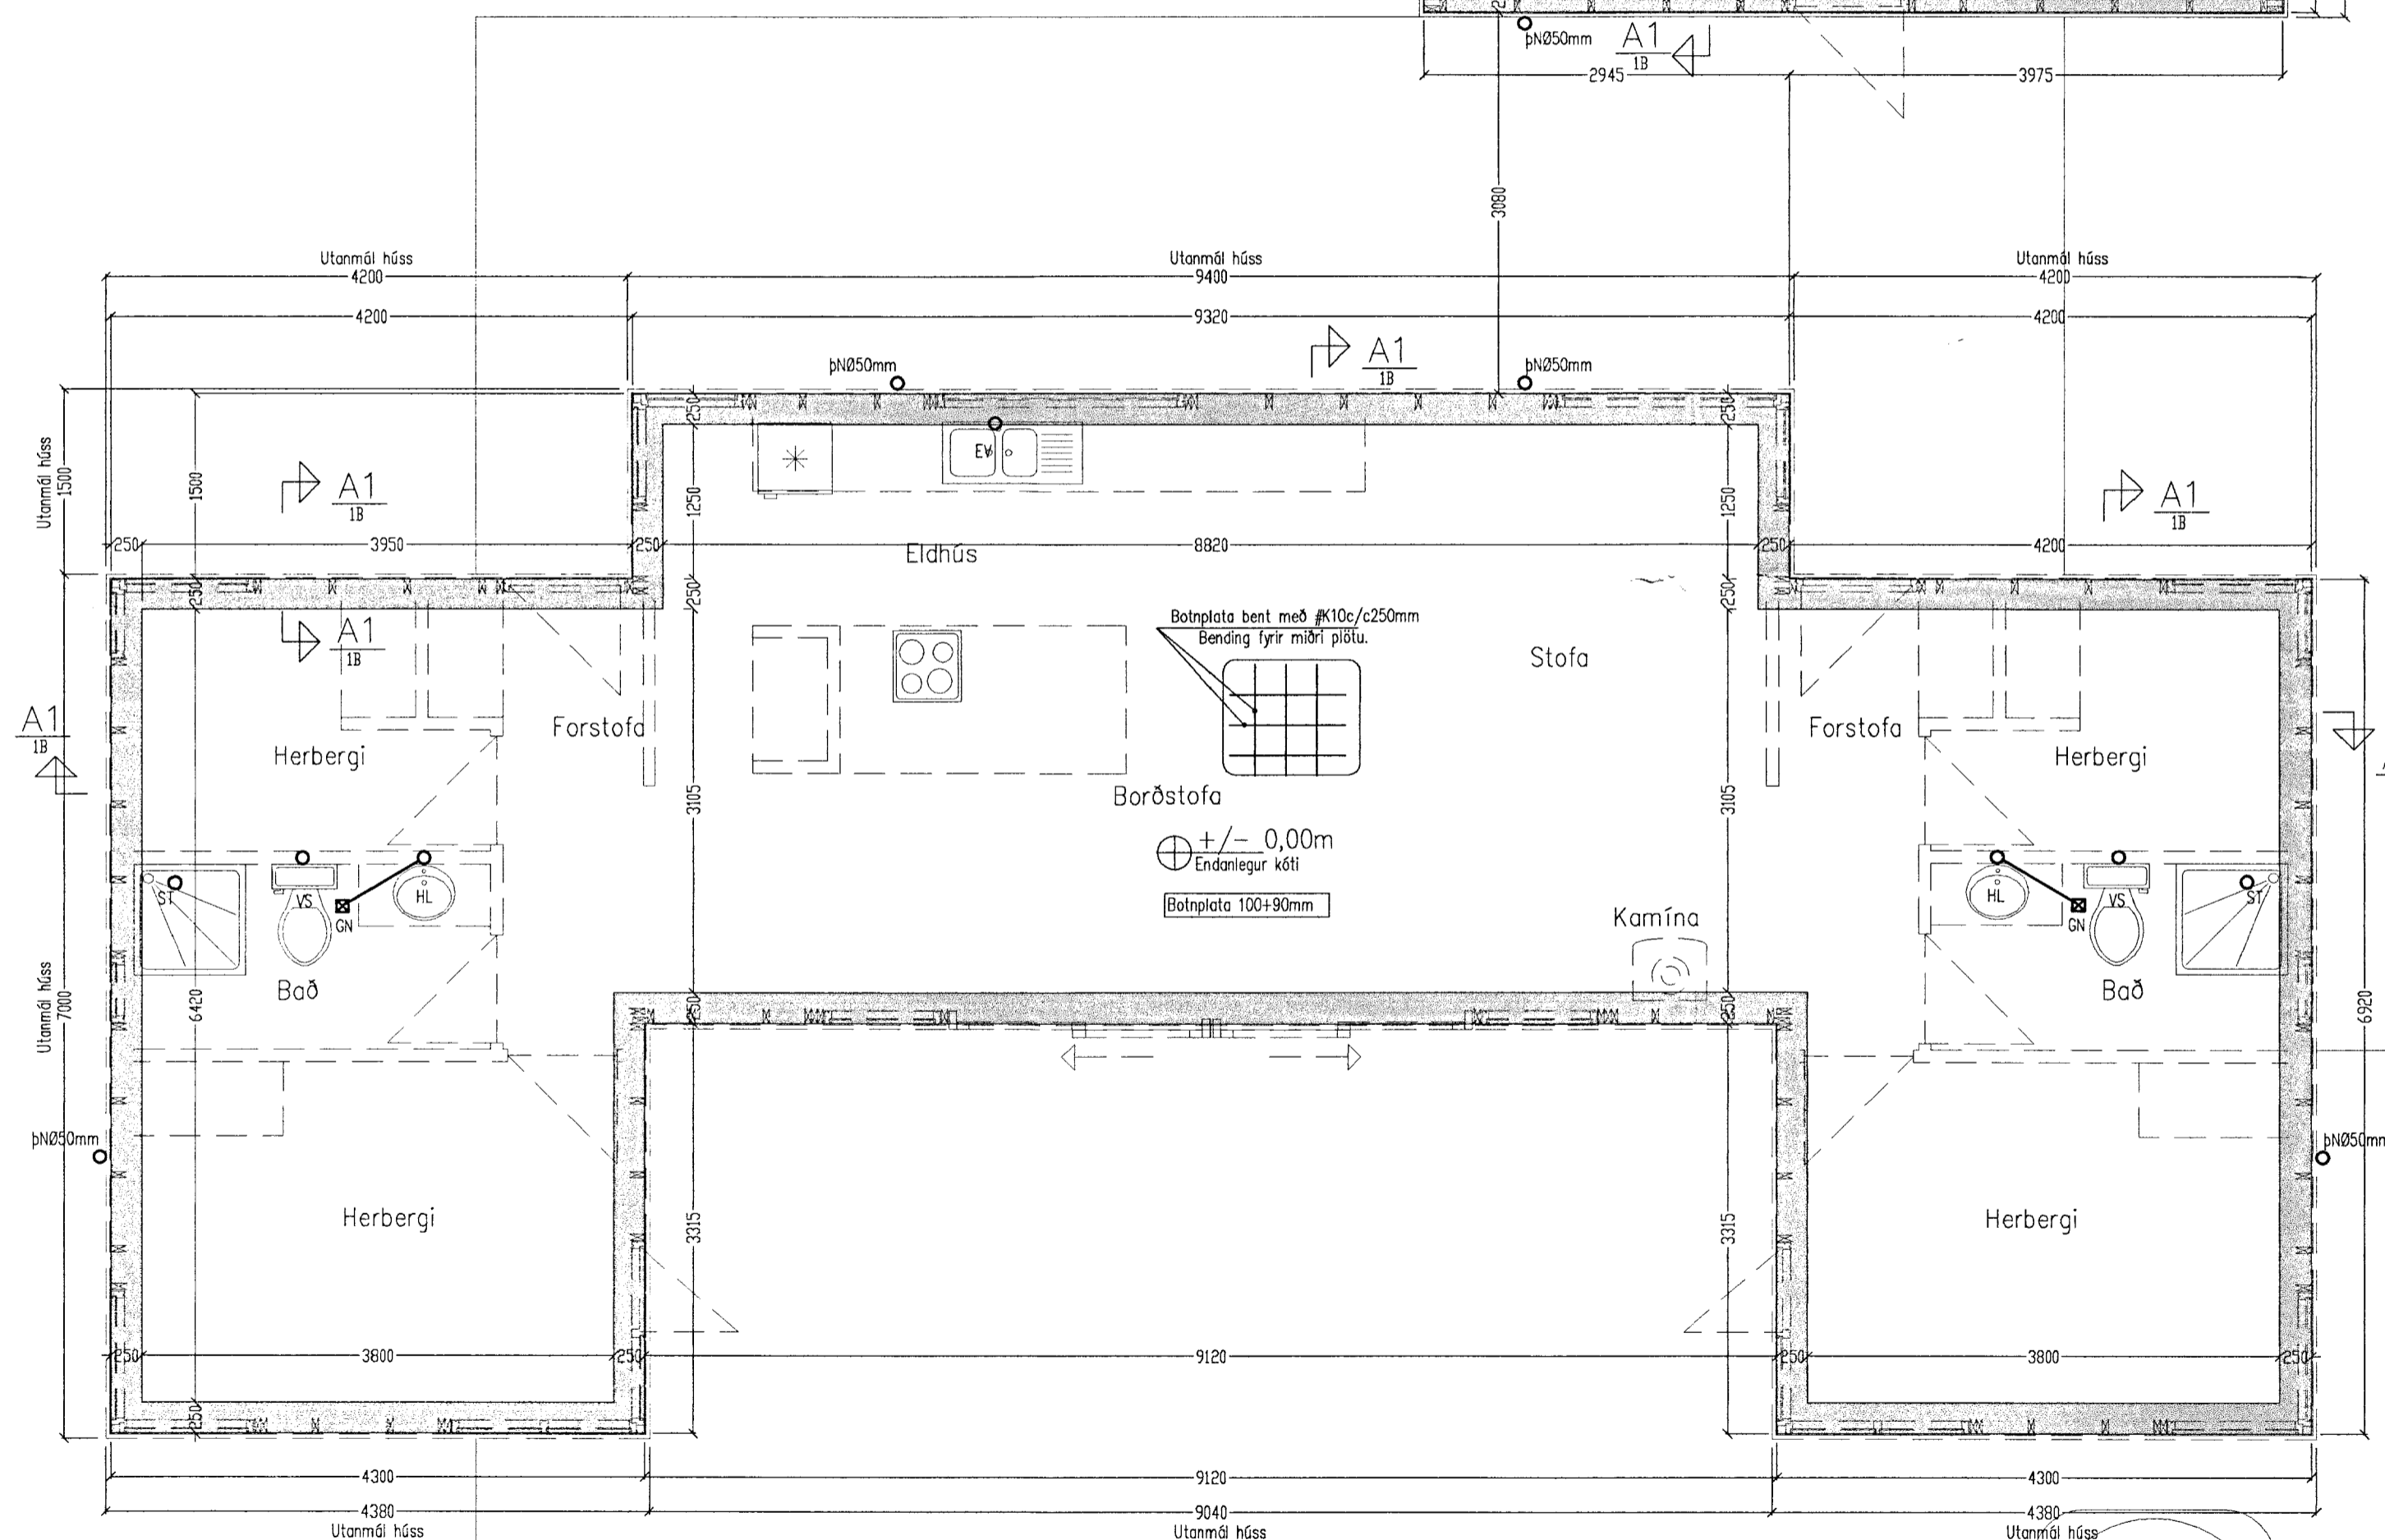 þNØ50mm
A1
1B
2945
3975
3080
Utanmál húss
Utanmál húss
Utanmál húss
4200
9400
4200
4200
9320
4200
þNØ50mm
A1
1B
þNØ50mm
Utanmál húss
1500
1500
250
250
A1
1B
EV
1250
1250
A1
1B
250
3950
250
8820
250
4200
Eldhús
250
250
250
A1
1B
Botnplata bent með #K10c/c250mm
Bending fyrir miðri plötu.
Stofa
A1
1B
Forstofa
Forstofa
Herbergi
Herbergi
3105
Borðstofa
3105
+/- 0,00m
Endanlegur kóti
ST
VS
HL
GN
Botnplata 100+90mm
Kamína
HL
VS
ST
GN
Bað
Bað
Utanmál húss
7000
6420
250
250
6920
þNØ50mm
þNØ50mm
Herbergi
3315
3315
Herbergi
250
3800
250
9120
250
3800
250
250
4300
9120
4300
4380
9040
4380
Utanmál húss
Utanmál húss
Utanmál húss